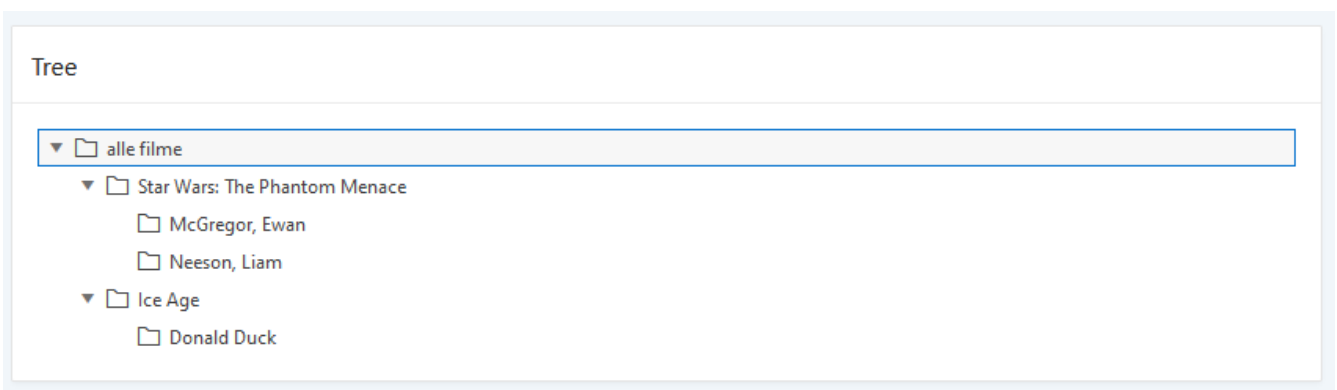 Tree
alle filme
Star Wars: The Phantom Menace
McGregor, Ewan
Neeson, Liam
Ice Age
Donald Duck